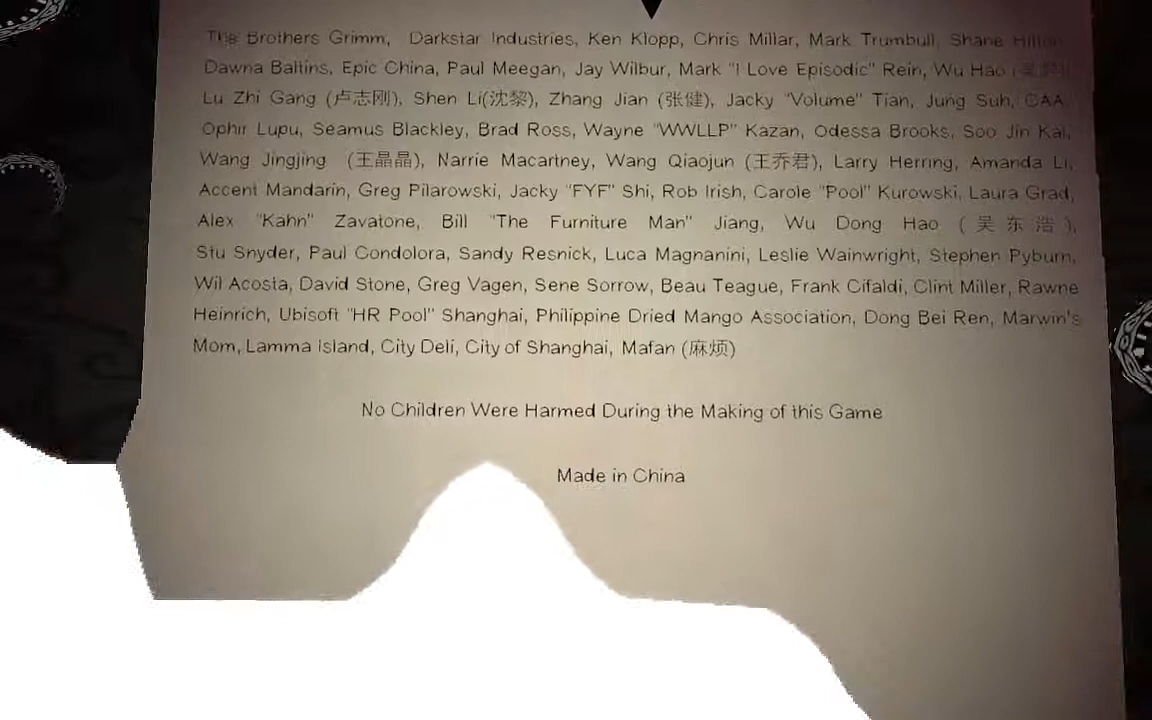 The Brothers Grimm, Darkstar Industries, Ken Klopp, Chris Millar, Mark Trumbull, Shane Hilton
Dawna Baltins, Epic China, Paul Meegan, Jay Wilbur, Mark "I Love Episodic" Rein, Wu Hao
Lu Zhi Gang (卢志刚), Shen Li(沈黎), Zhang Jian (张健), Jacky "Volume" Tian, Jung Suh, CAA
Ophir Lupu, Seamus Blackley, Brad Ross, Wayne "WWLLP" Kazan, Odessa Brooks, Soo Jin Kai,
Wang Jingjing (王晶晶), Narrie Macartney, Wang Qiaojun (王乔君), Larry Herring, Amanda Li,
Accent Mandarin, Greg Pilarowski, Jacky "FYF" Shi, Rob Irish, Carole "Pool" Kurowski, Laura Grad,
Alex "Kahn" Zavatone, Bill "The Furniture Man" Jiang, Wu Dong Hao (吴东浩),
Stu Snyder, Paul Condolora, Sandy Resnick, Luca Magnanini, Leslie Wainwright, Stephen Pyburn,
Wil Acosta, David Stone, Greg Vagen, Sene Sorrow, Beau Teague, Frank Cifaldi, Clint Miller, Rawne
Heinrich, Ubisoft "HR Pool" Shanghai, Philippine Dried Mango Association, Dong Bei Ren, Marwin's
Mom, Lamma Island, City Deli, City of Shanghai, Mafan (麻烦)
No Children Were Harmed During the Making of this Game
Made in China